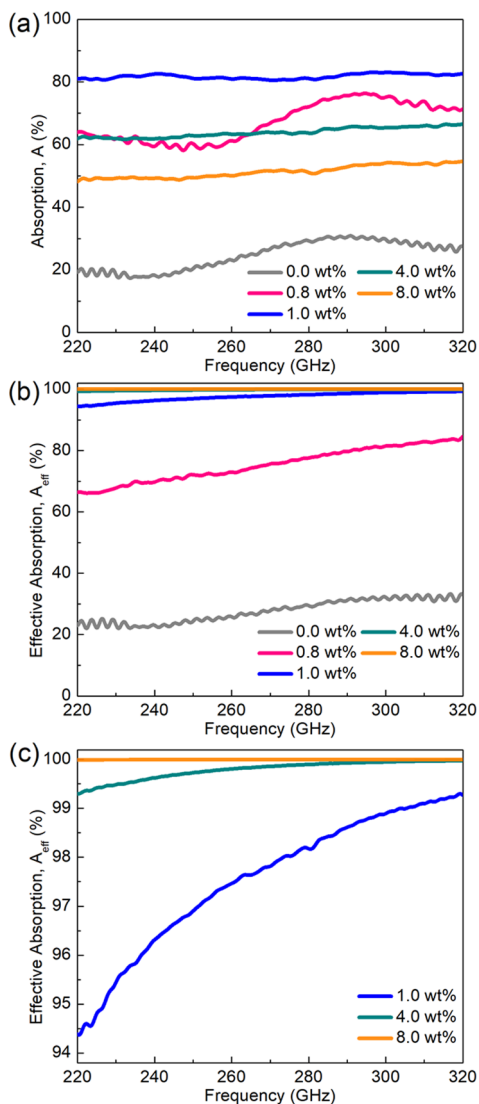 (a)
100
80
60
40
20
0
Absorption, A (%)
0.0 wt% 4.0 wt%
0.8 wt% 8.0 wt%
1.0 wt%
220 240 260 280 300 320
Frequency (GHz)
(b)
100
80
60
40
20
0
Effective Absorption, Aeff (%)
0.0 wt% 4.0 wt%
0.8 wt% 8.0 wt%
1.0 wt%
220 240 260 280 300 320
Frequency (GHz)
(c)
100
99
98
97
96
95
94
Effective Absorption, Aeff (%)
1.0 wt%
4.0 wt%
8.0 wt%
220 240 260 280 300 320
Frequency (GHz)